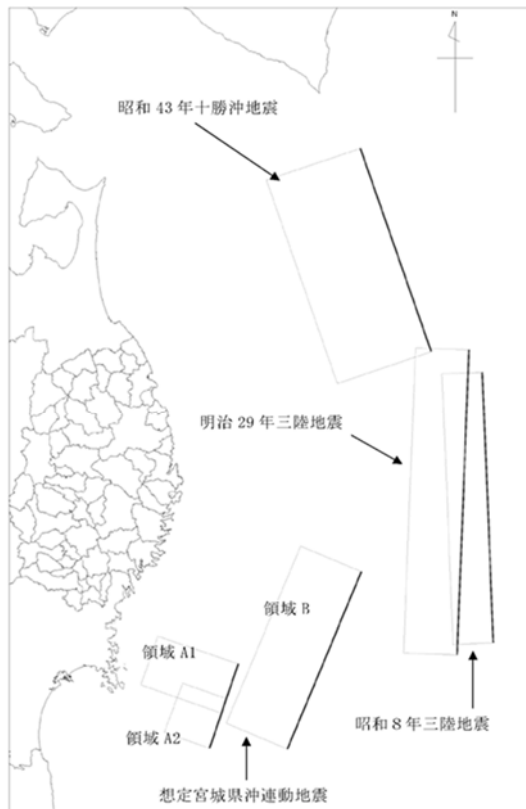 N
昭和 43 年十勝沖地震
明治 29 年三陸地震
領域 B
領域 A1
領域 A2
昭和 8 年三陸地震
想定宮城県沖連動地震